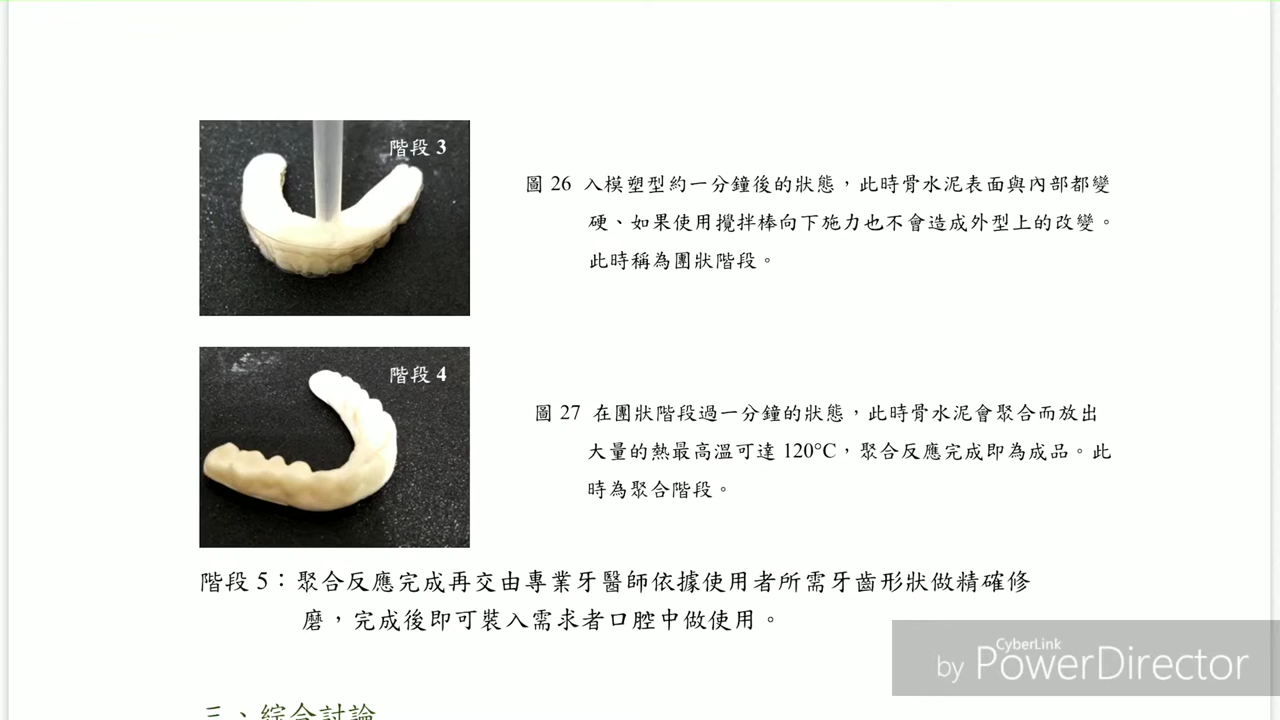 階段 3
圖 26 入模塑型約一分鐘後的狀態，此時骨水泥表面與內部都變
硬、如果使用攪拌棒向下施力也不會造成外型上的改變。
此時稱為團狀階段。
階段 4
圖 27 在團狀階段過一分鐘的狀態，此時骨水泥會聚合而放出
大量的熱最高溫可達 120°C，聚合反應完成即為成品。此
時為聚合階段。
階段 5：聚合反應完成再交由專業牙醫師依據使用者所需牙齒形狀做精確修
磨，完成後即可裝入需求者口腔中做使用。
三、綜合討論
CyberLink
by PowerDirector